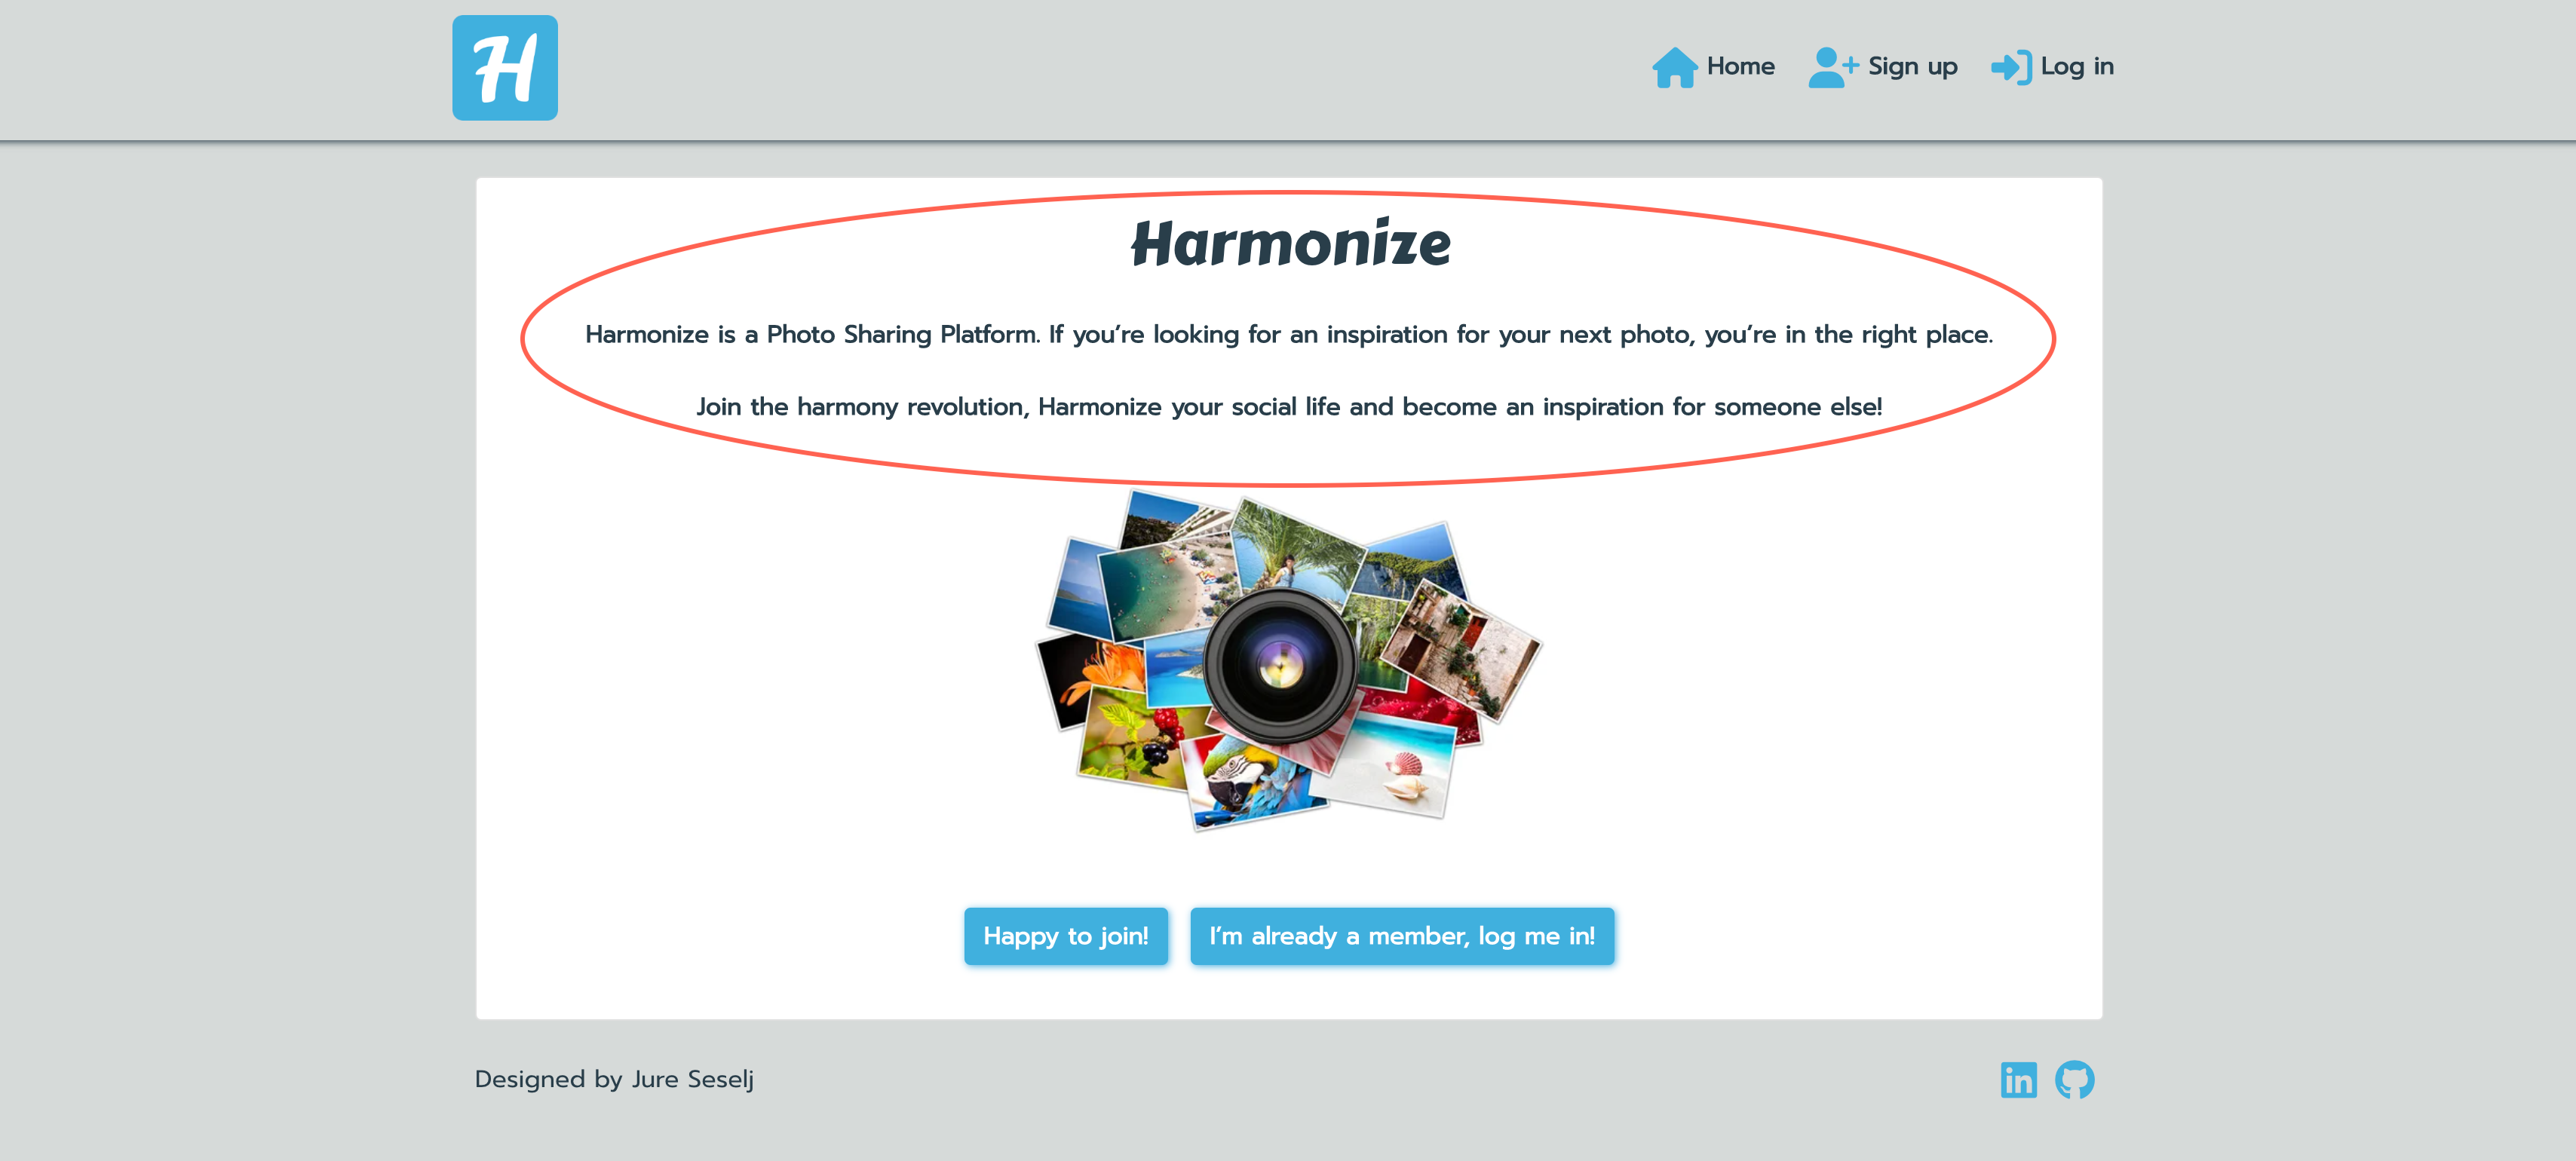 H
Home
Sign up
Log in
Harmonize
Harmonize is a Photo Sharing Platform. If you’re looking for an inspiration for your next photo, you’re in the right place.
Join the harmony revolution, Harmonize your social life and become an inspiration for someone else!
Happy to join!
I’m already a member, log me in!
Designed by Jure Seselj
in